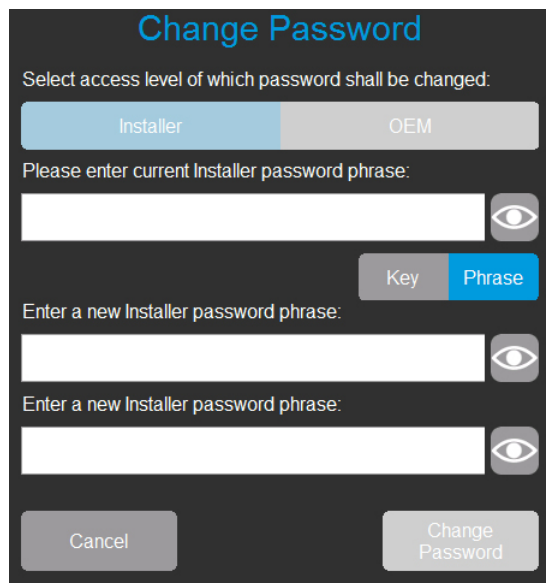 Change Password
Select access level of which password shall be changed:
Installer
OEM
Please enter current Installer password phrase:
Key
Phrase
Enter a new Installer password phrase:
Enter a new Installer password phrase:
Cancel
Change
Password